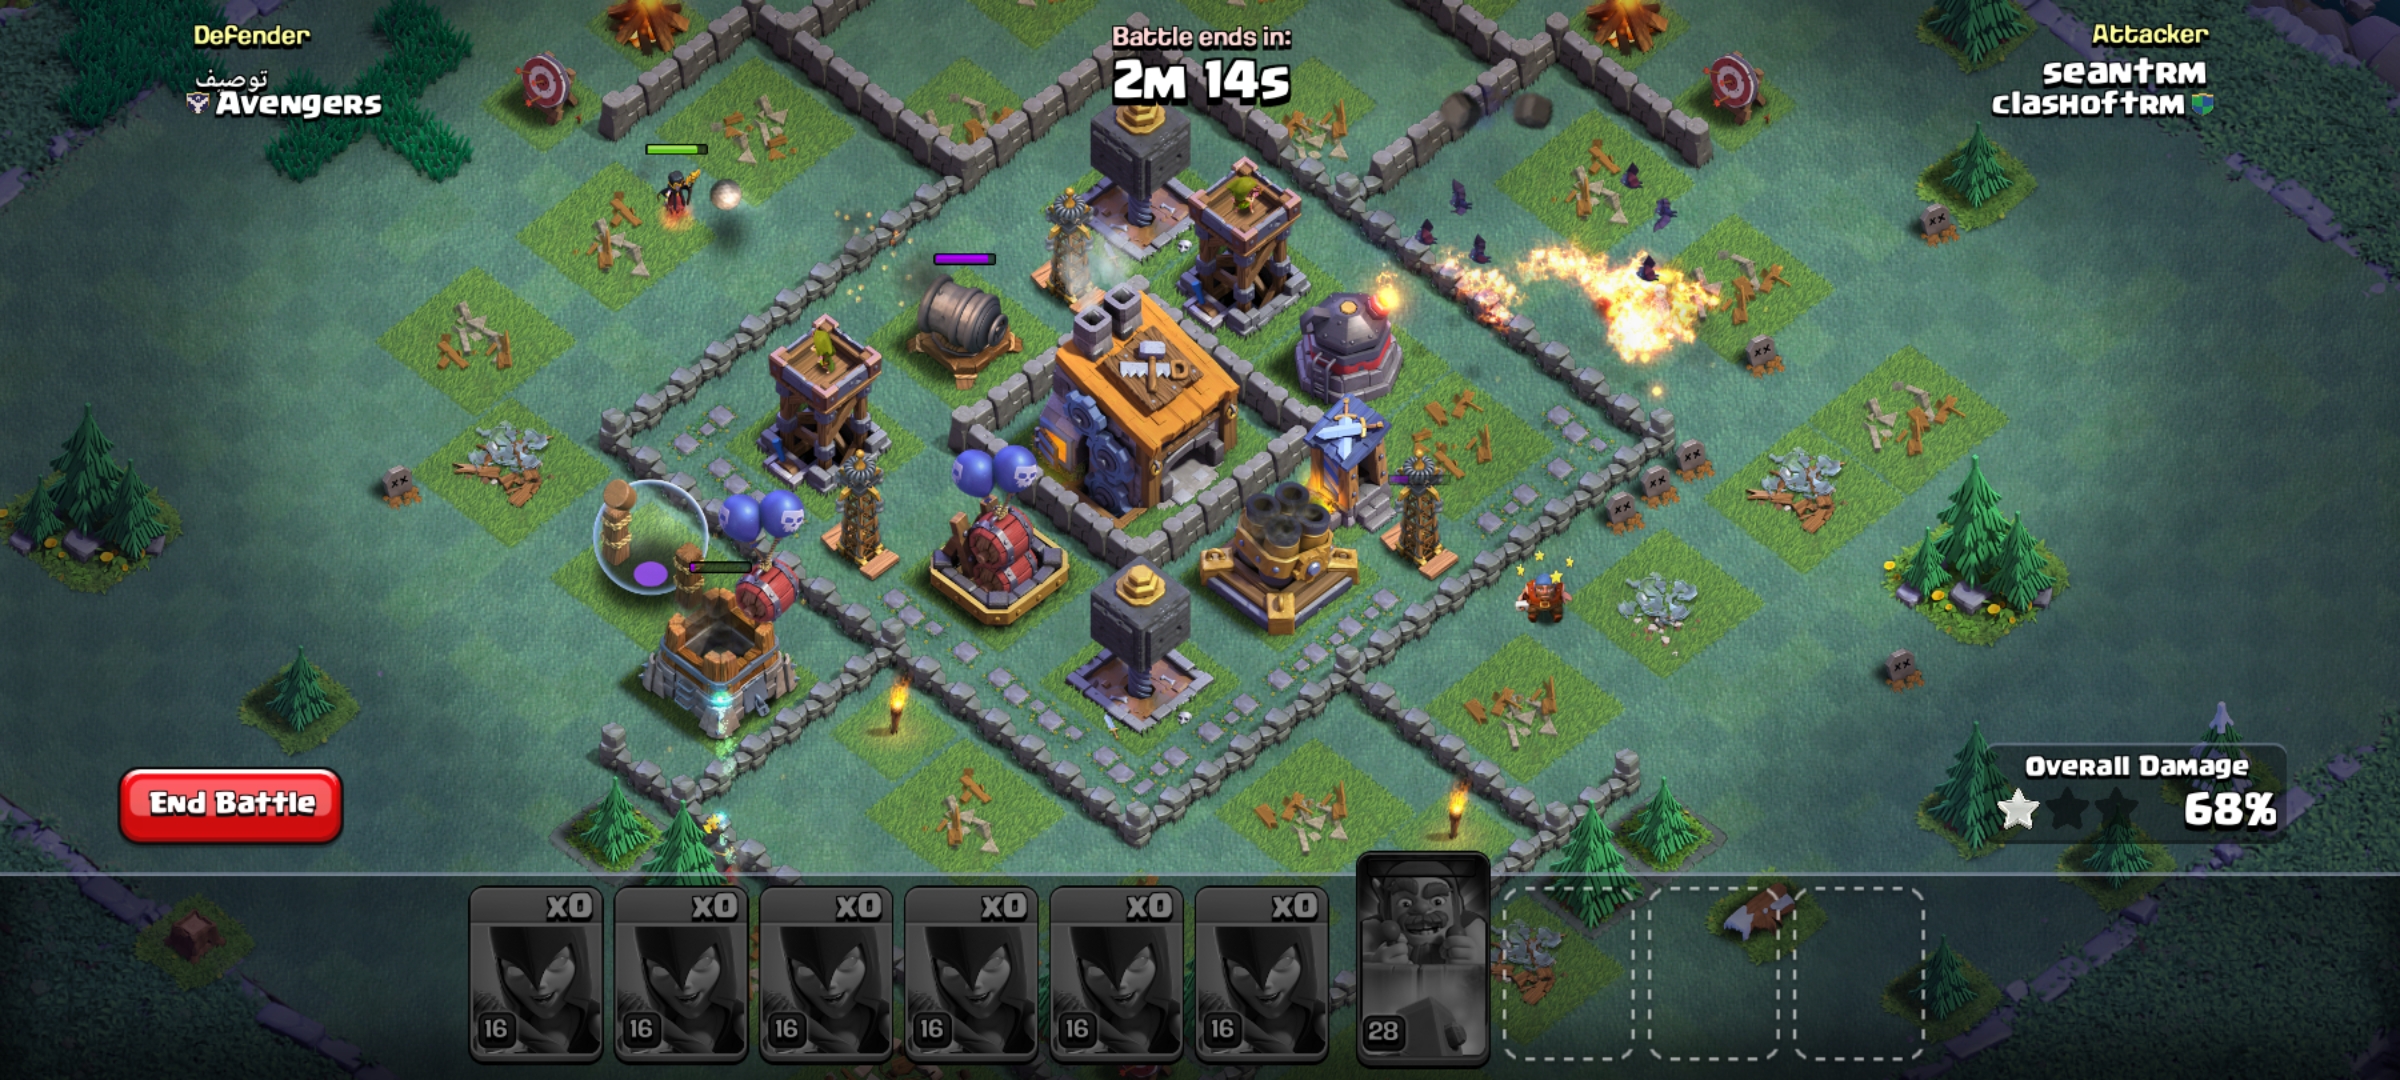 Defender
توصيف
Avengers
Battle ends in:
2M 14s
Attacker
seantRM
clashoftRM
End Battle
Overall Damage
68%
x0
x0
x0
x0
x0
x0
16
16
16
16
16
16
28